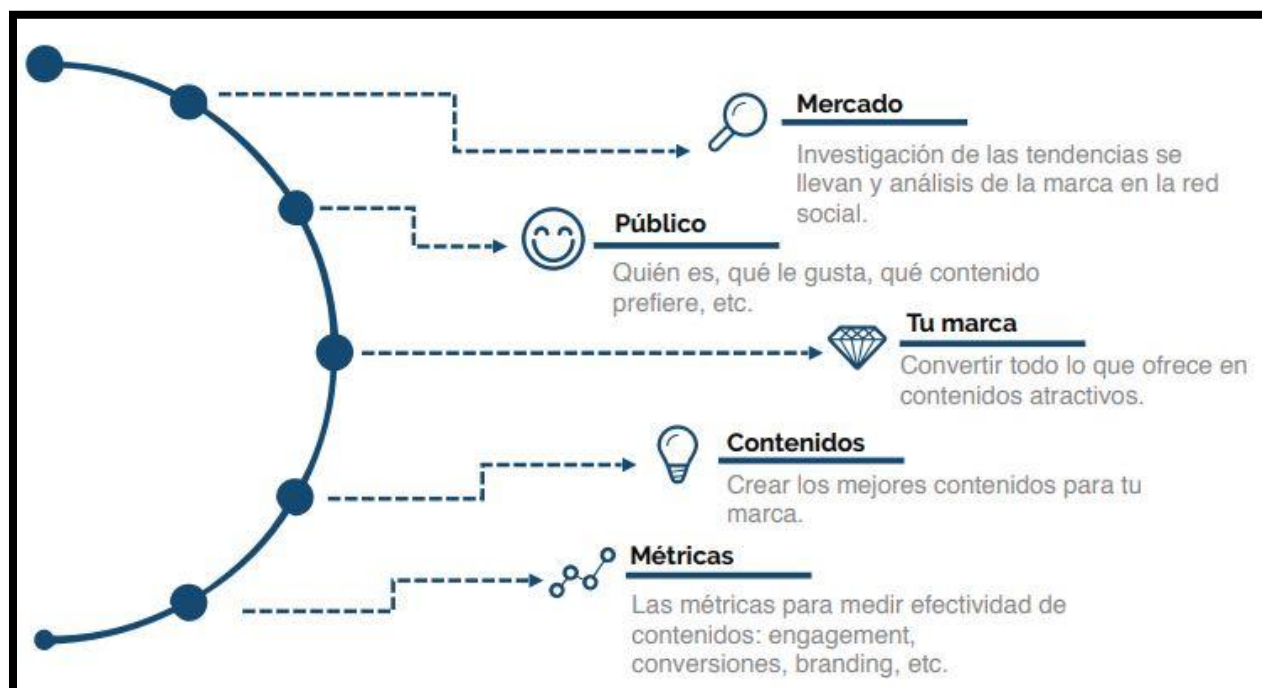 Mercado
Investigación de las tendencias se
llevan y análisis de la marca en la red
social.
Público
Quién es, qué le gusta, qué contenido
prefiere, etc.
Tu marca
Convertir todo lo que ofrece en
contenidos atractivos.
Contenidos
Crear los mejores contenidos para tu
marca.
Métricas
Las métricas para medir efectividad de
contenidos: engagement,
conversiones, branding, etc.